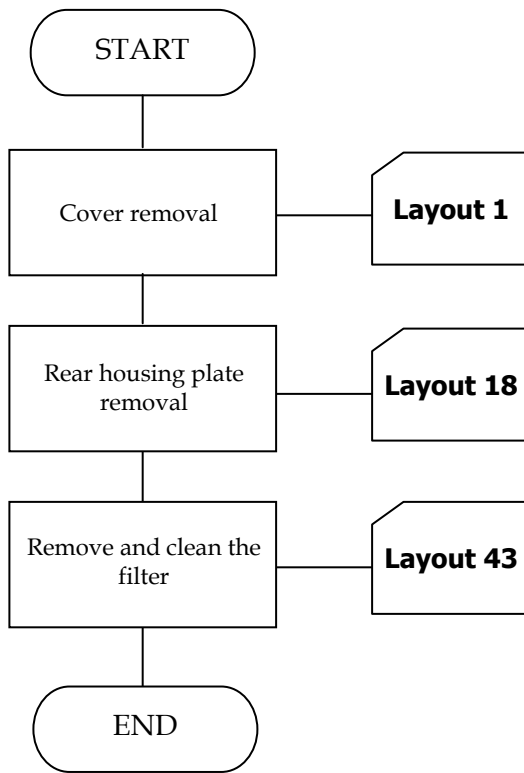 START
Cover removal
Layout 1
Rear housing plate
removal
Layout 18
Remove and clean the
filter
Layout 43
END